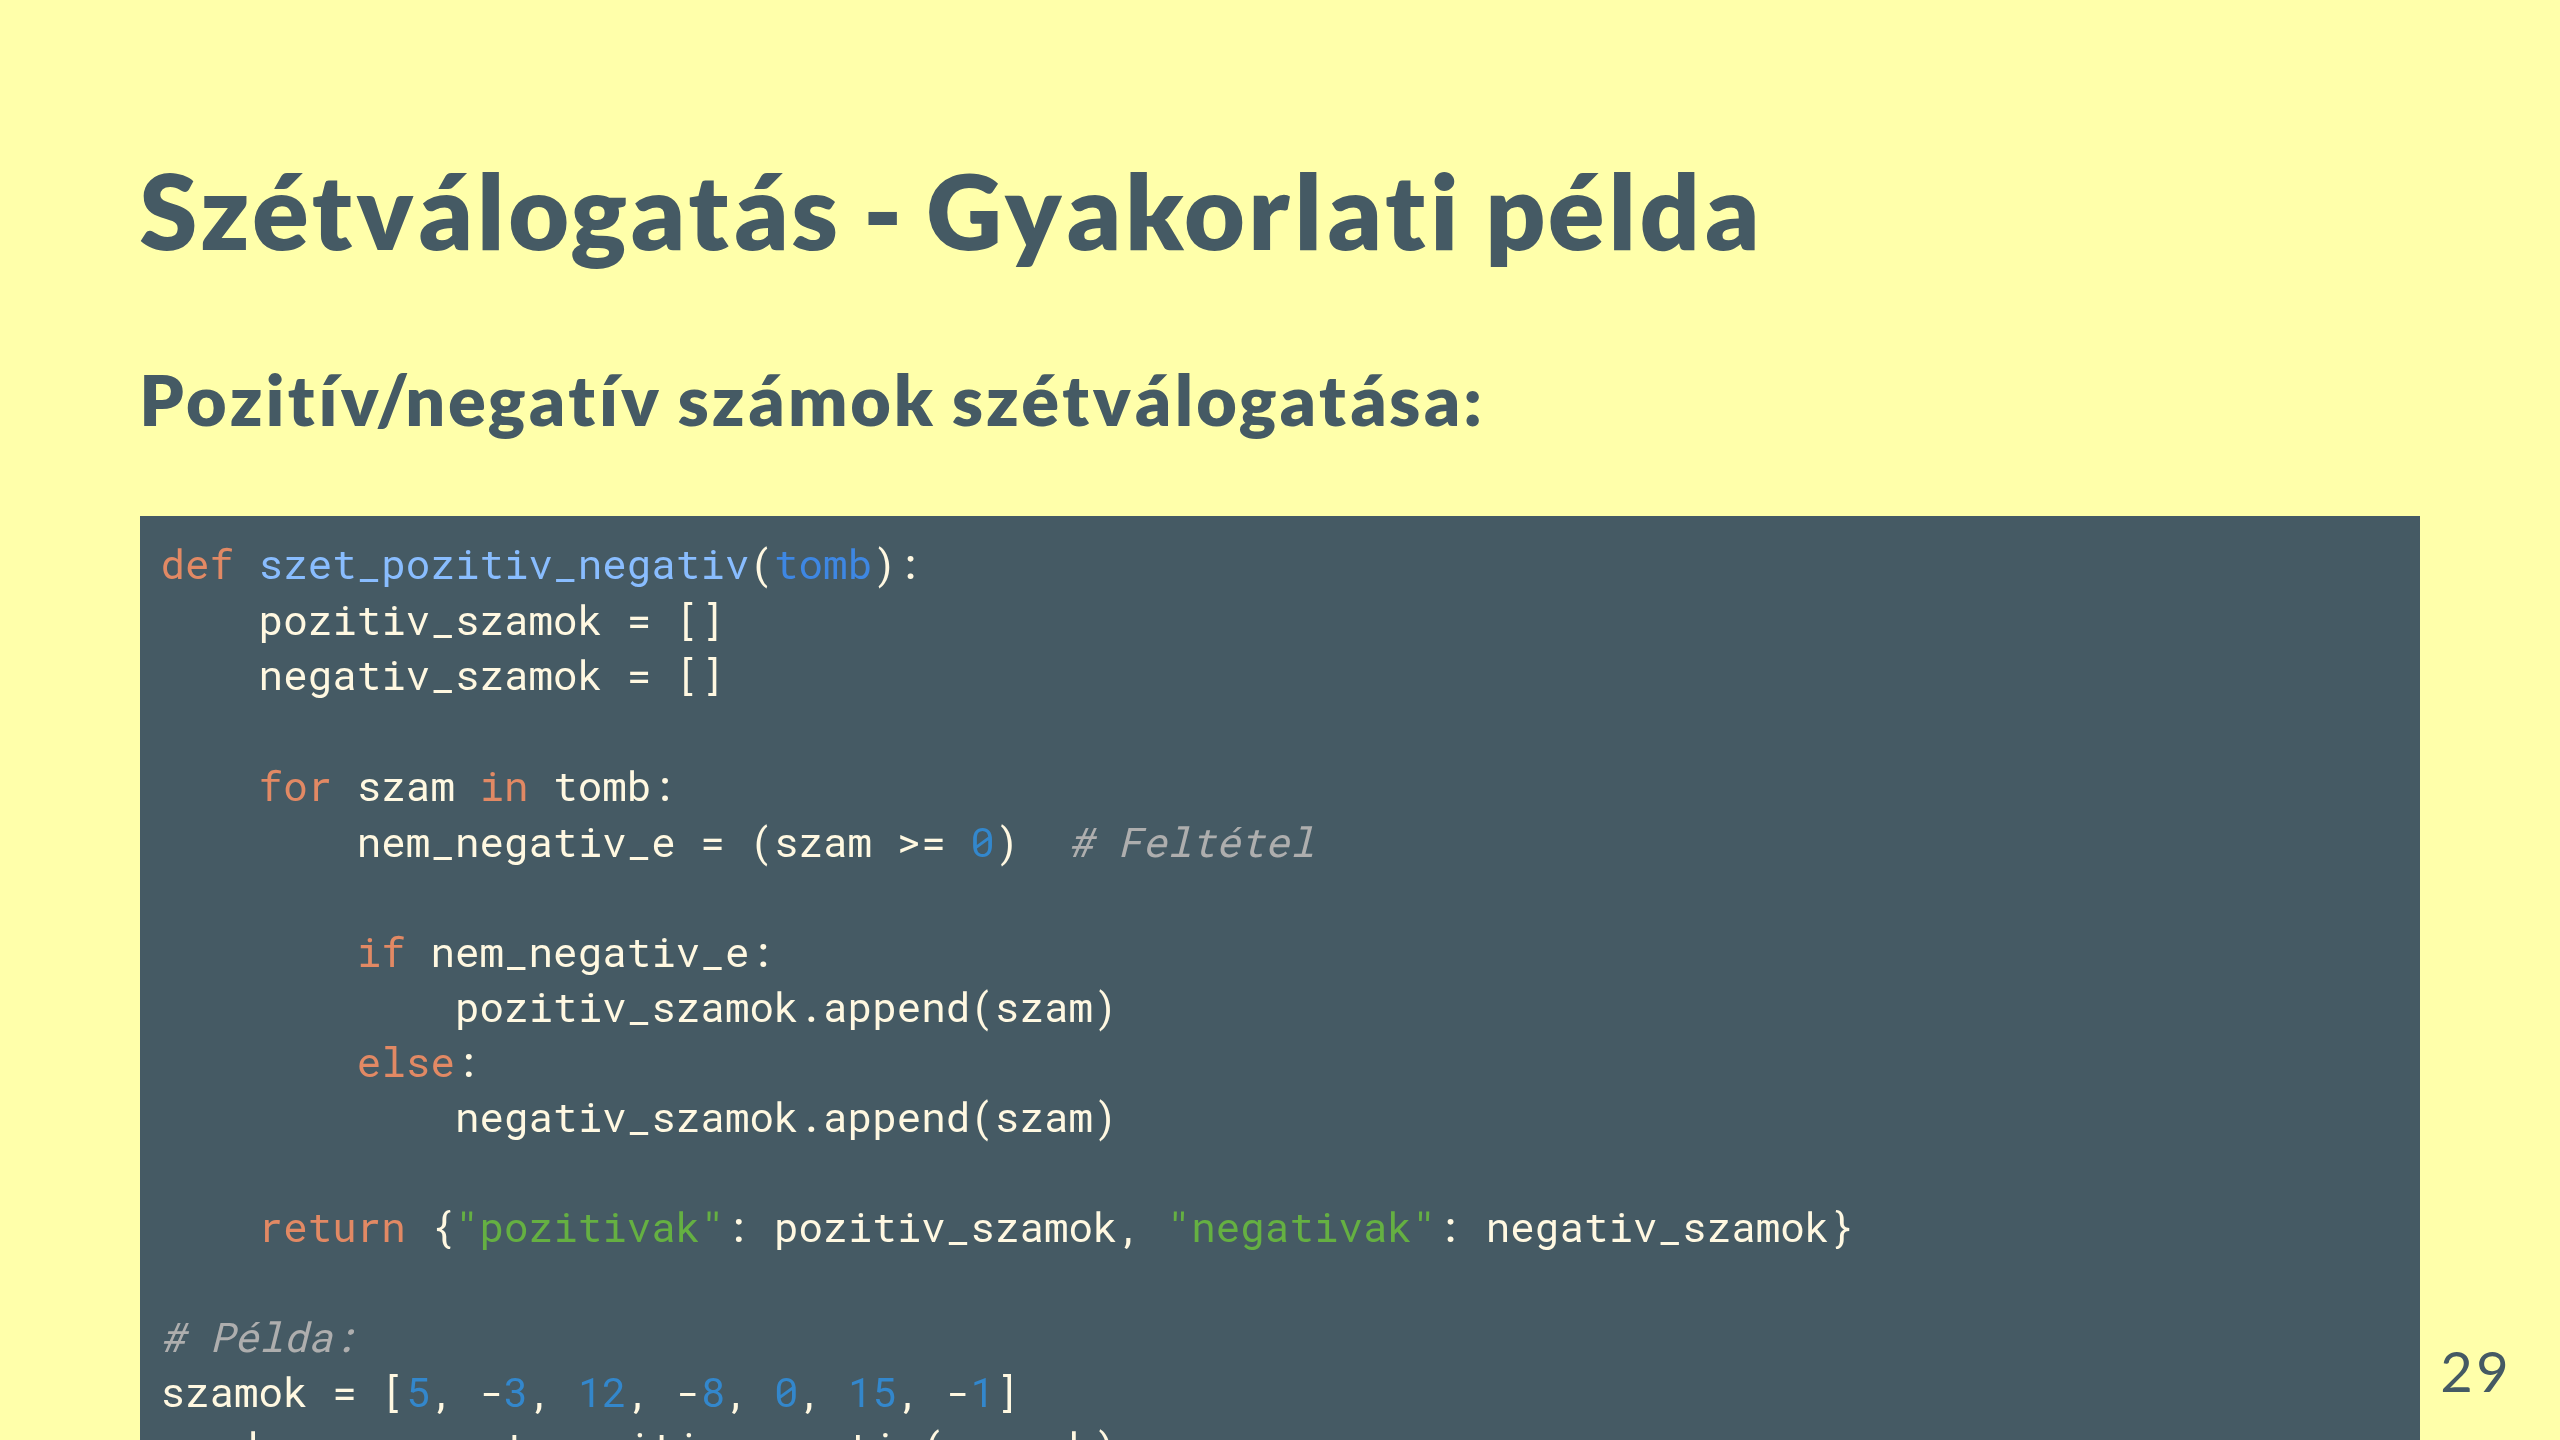 Szétválogatás - Gyakorlati példa
Pozitív/negatív számok szétválogatása:
def szet_pozitiv_negativ(tomb):
    pozitiv_szamok = []
    negativ_szamok = []
    for szam in tomb:
        nem_negativ_e = (szam >= 0)  # Feltétel
        if nem_negativ_e:
            pozitiv_szamok.append(szam)
        else:
            negativ_szamok.append(szam)
    return {"pozitivak": pozitiv_szamok, "negativak": negativ_szamok}
# Példa:
szamok = [5, -3, 12, -8, 0, 15, -1]
29